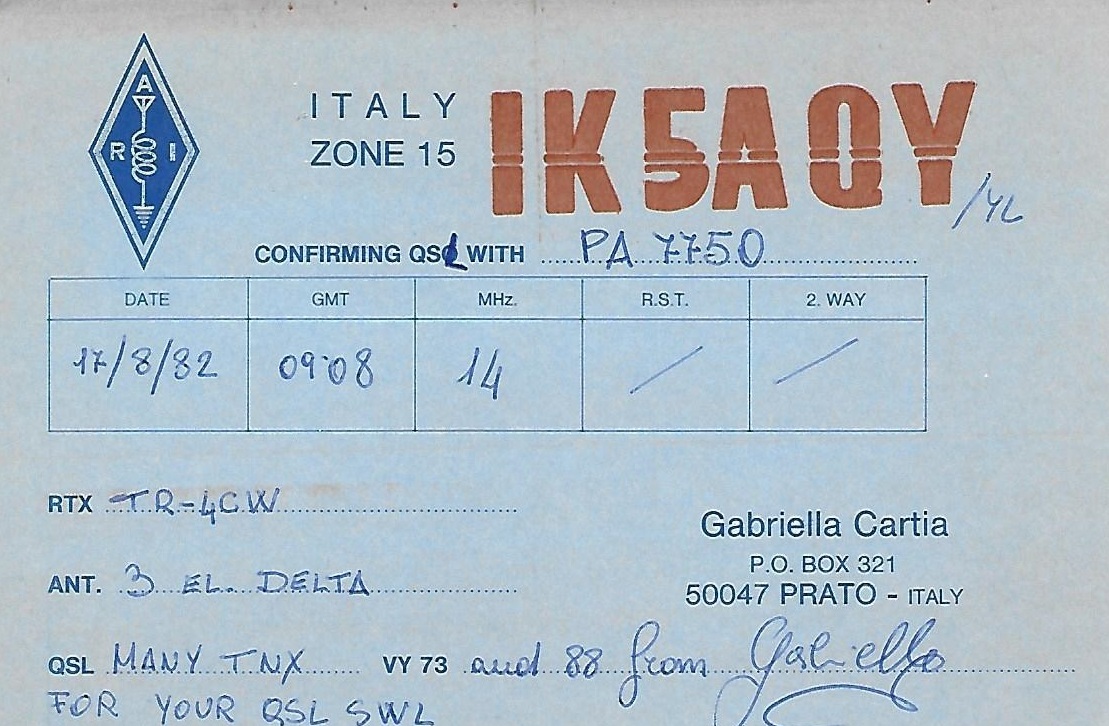 A
R I
ITALY
ZONE 15
IK5AQY /YL
CONFIRMING QSL WITH PA 7750
DATE GMT MHz. R.S.T. 2. WAY
17/8/82 09·08 14 / /
RTX TR-4CW
Gabriella Cartia
P.O. BOX 321
ANT. 3 EL. DELTA
50047 PRATO - ITALY
QSL MANY TNX VY 73 and 88 from Gabriella
FOR YOUR QSL SWL